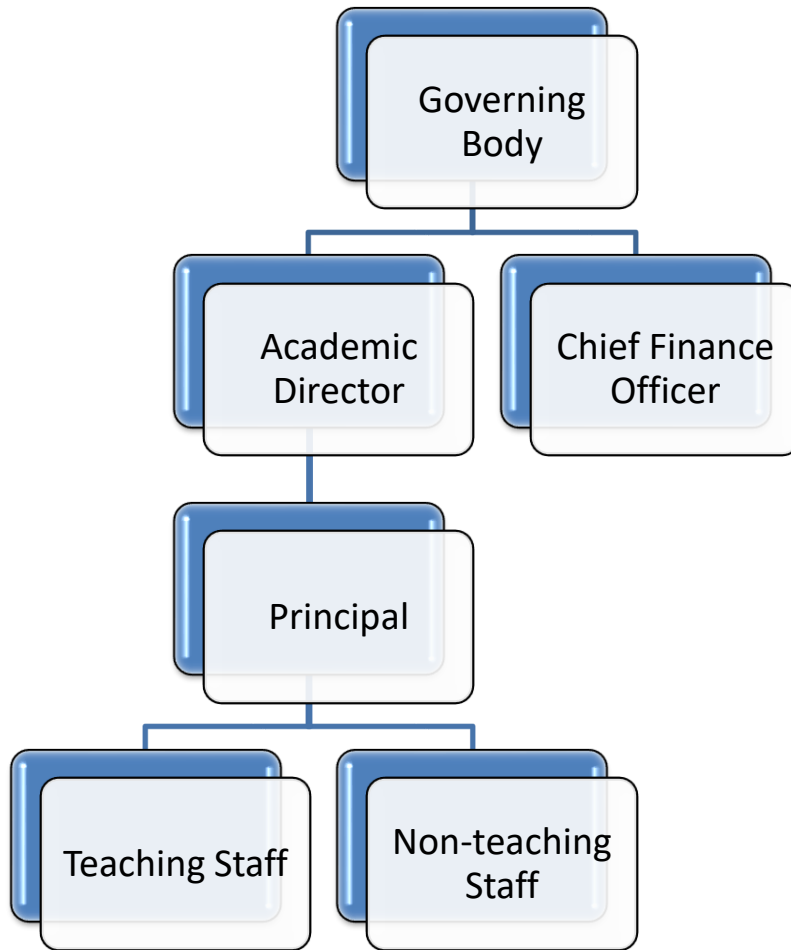 Governing
Body
Academic
Director
Chief Finance
Officer
Principal
Teaching Staff
Non-teaching
Staff